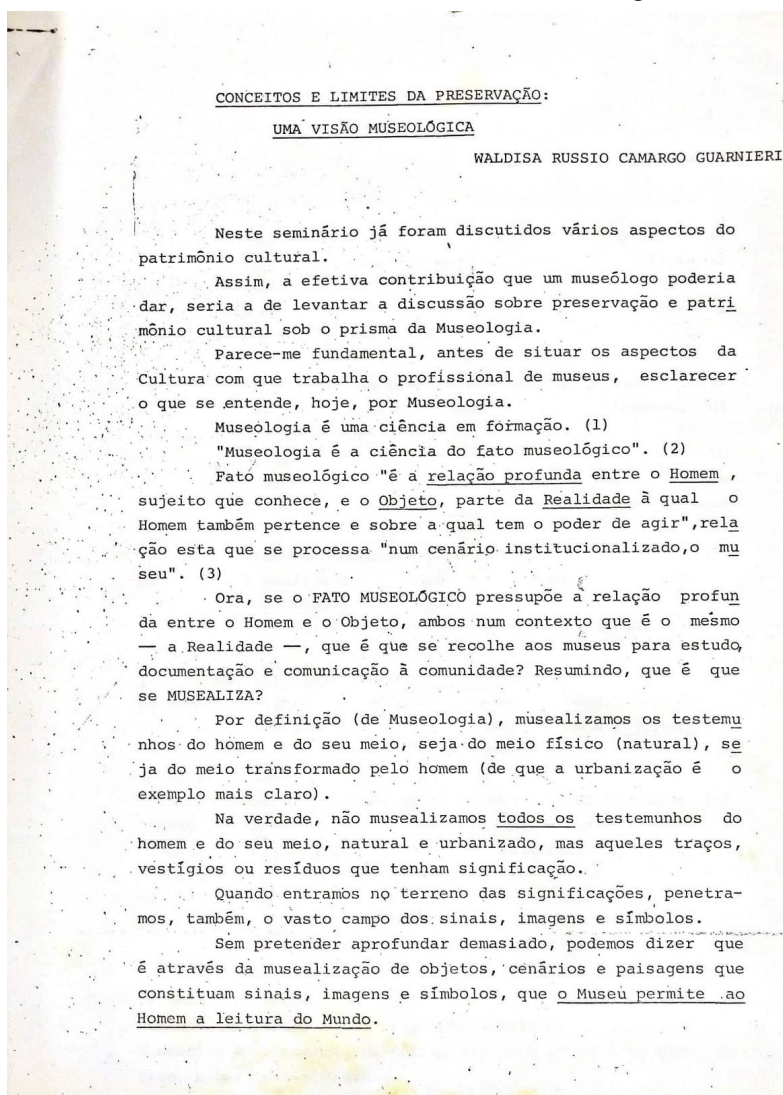 CONCEITOS E LIMITES DA PRESERVAÇÃO:
UMA VISÃO MUSEOLÓGICA
WALDISA RUSSIO CAMARGO GUARNIERI
Neste seminário já foram discutidos vários aspectos do
patrimônio cultural.
Assim, a efetiva contribuição que um museólogo poderia
dar, seria a de levantar a discussão sobre preservação e patri
mônio cultural sob o prisma da Museologia.
Parece-me fundamental, antes de situar os aspectos da
Cultura com que trabalha o profissional de museus, esclarecer
o que se entende, hoje, por Museologia.
Museologia é uma ciência em formação. (1)
"Museologia é a ciência do fato museológico". (2)
Fato museológico "é a relação profunda entre o Homem ,
sujeito que conhece, e o Objeto, parte da Realidade à qual o
Homem também pertence e sobre a qual tem o poder de agir",rela
ção esta que se processa "num cenário institucionalizado,o mu
seu". (3)
Ora, se o FATO MUSEOLÓGICO pressupõe a relação profun
da entre o Homem e o Objeto, ambos num contexto que é o mesmo
— a Realidade —, que é que se recolhe aos museus para estudo,
documentação e comunicação à comunidade? Resumindo, que é que
se MUSEALIZA?
Por definição (de Museologia), musealizamos os testemu
nhos do homem e do seu meio, seja do meio físico (natural), se
ja do meio transformado pelo homem (de que a urbanização é o
exemplo mais claro).
Na verdade, não musealizamos todos os testemunhos do
homem e do seu meio, natural e urbanizado, mas aqueles traços,
vestígios ou resíduos que tenham significação.
Quando entramos no terreno das significações, penetra-
mos, também, o vasto campo dos sinais, imagens e símbolos.
Sem pretender aprofundar demasiado, podemos dizer que
é através da musealização de objetos, cenários e paisagens que
constituam sinais, imagens e símbolos, que o Museu permite ao
Homem a leitura do Mundo.